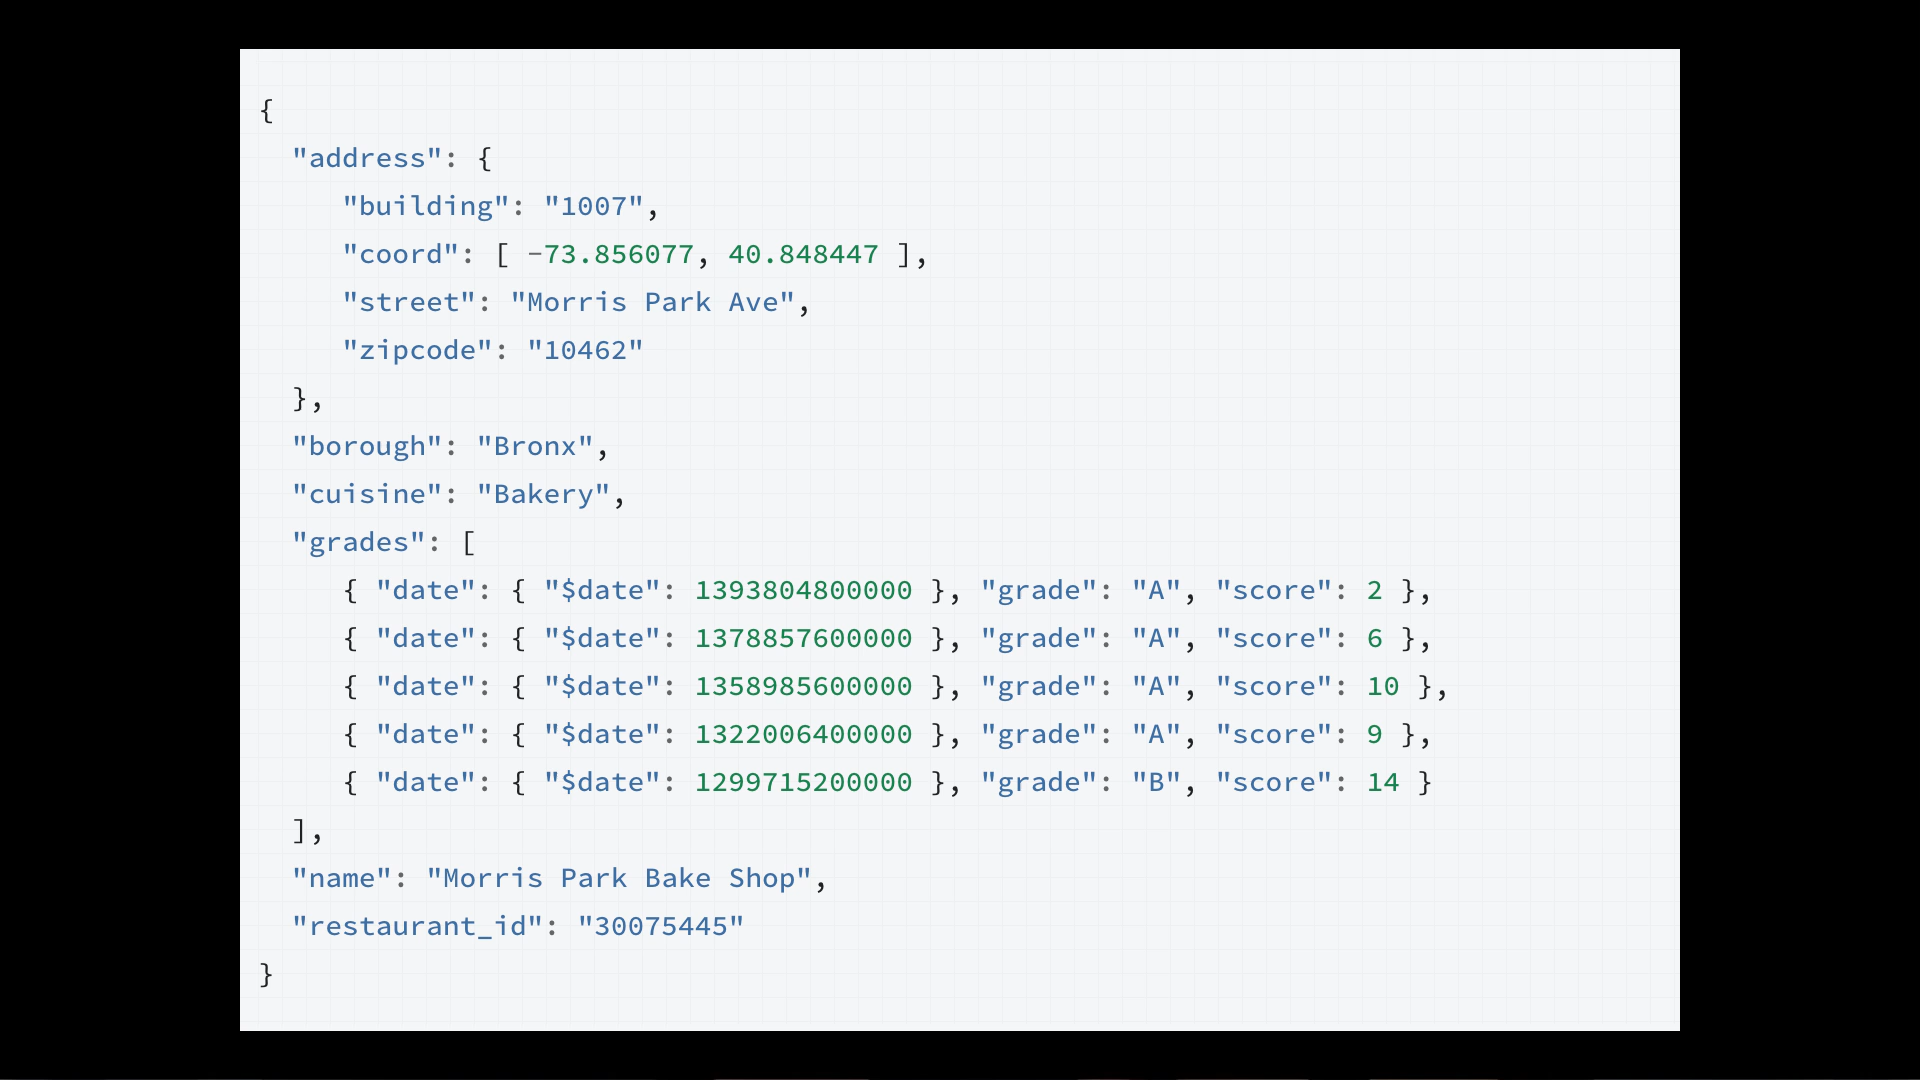 {
  "address": {
     "building": "1007",
     "coord": [ -73.856077, 40.848447 ],
     "street": "Morris Park Ave",
     "zipcode": "10462"
  },
  "borough": "Bronx",
  "cuisine": "Bakery",
  "grades": [
     { "date": { "$date": 1393804800000 }, "grade": "A", "score": 2 },
     { "date": { "$date": 1378857600000 }, "grade": "A", "score": 6 },
     { "date": { "$date": 1358985600000 }, "grade": "A", "score": 10 },
     { "date": { "$date": 1322006400000 }, "grade": "A", "score": 9 },
     { "date": { "$date": 1299715200000 }, "grade": "B", "score": 14 }
  ],
  "name": "Morris Park Bake Shop",
  "restaurant_id": "30075445"
}